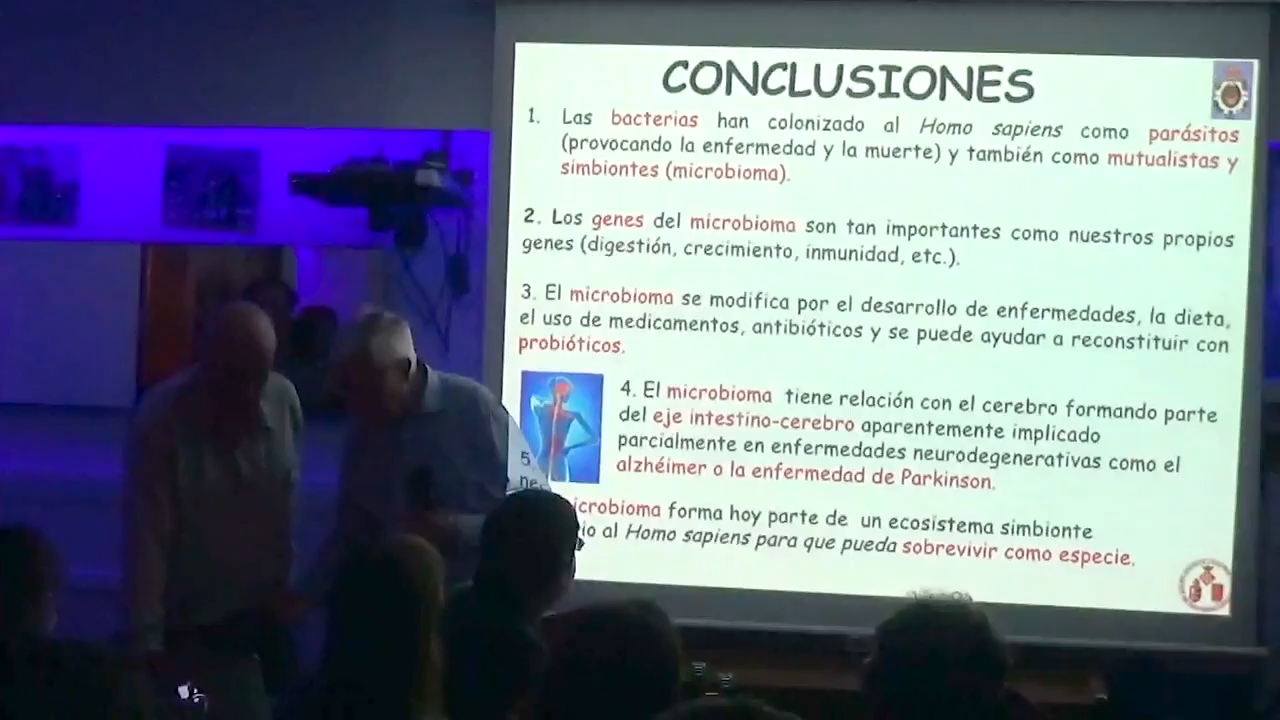 CONCLUSIONES
1. Las bacterias han colonizado al Homo sapiens como parásitos
(provocando la enfermedad y la muerte) y también como mutualistas y
simbiontes (microbioma).
2. Los genes del microbioma son tan importantes como nuestros propios
genes (digestión, crecimiento, inmunidad, etc.).
3. El microbioma se modifica por el desarrollo de enfermedades, la dieta,
el uso de medicamentos, antibióticos y se puede ayudar a reconstituir con
probióticos.
4. El microbioma tiene relación con el cerebro formando parte
del eje intestino-cerebro aparentemente implicado
parcialmente en enfermedades neurodegenerativas como el
alzhéimer o la enfermedad de Parkinson.
5. icrobioma forma hoy parte de un ecosistema simbionte
ne io al Homo sapiens para que pueda sobrevivir como especie.